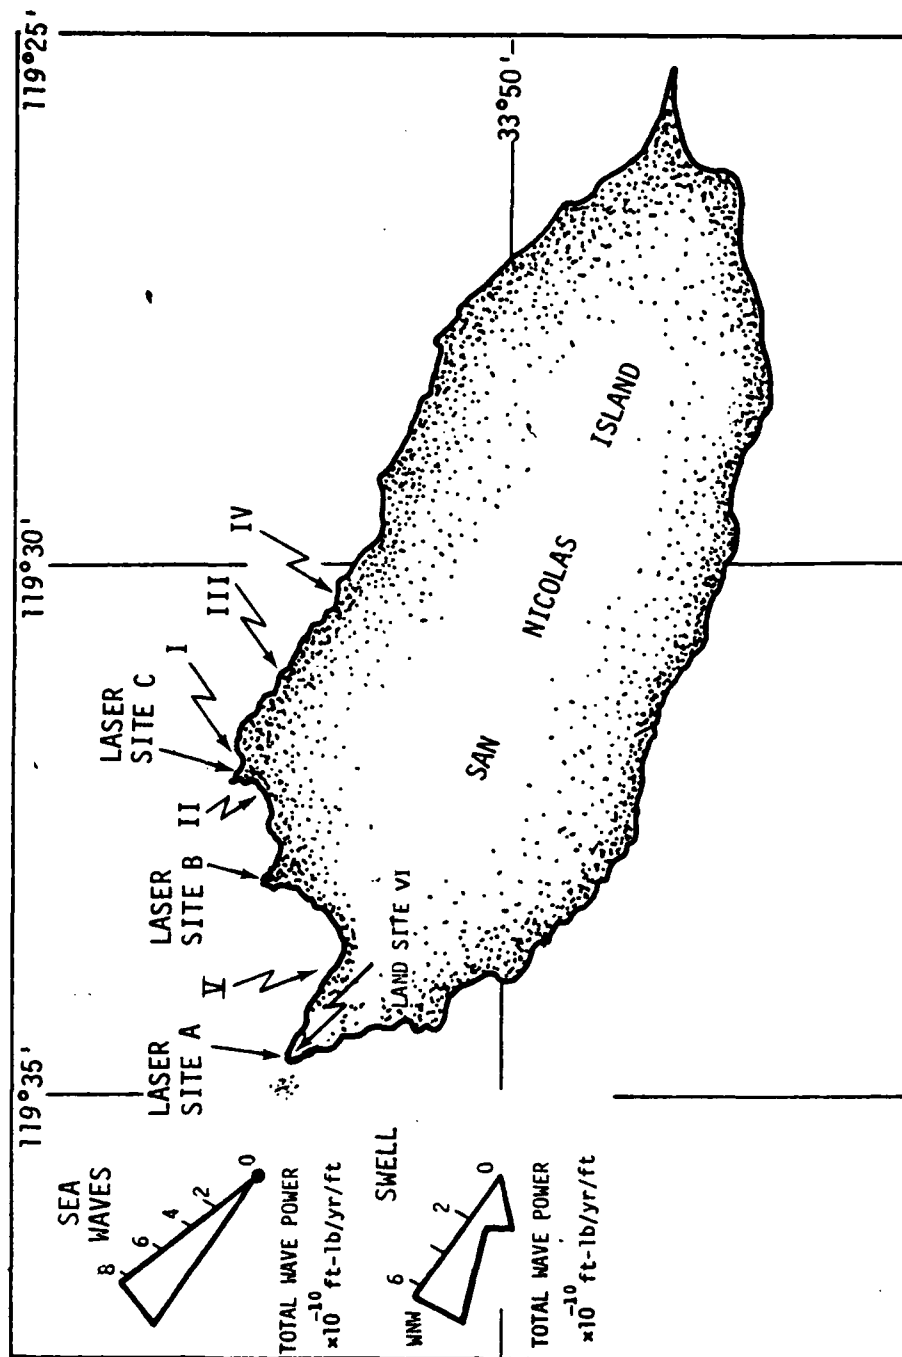 119°35'
119°30'
119°25'
33°50'
SEA
WAVES
8
6
4
2
0
TOTAL WAVE POWER
x10⁻¹⁰ ft-lb/yr/ft
SWELL
WNW
6
2
0
TOTAL WAVE POWER
x10⁻¹⁰ ft-lb/yr/ft
LASER
SITE A
V
LAND SITE VI
LASER
SITE B
II
LASER
SITE C
I
III
IV
SAN
NICOLAS
ISLAND